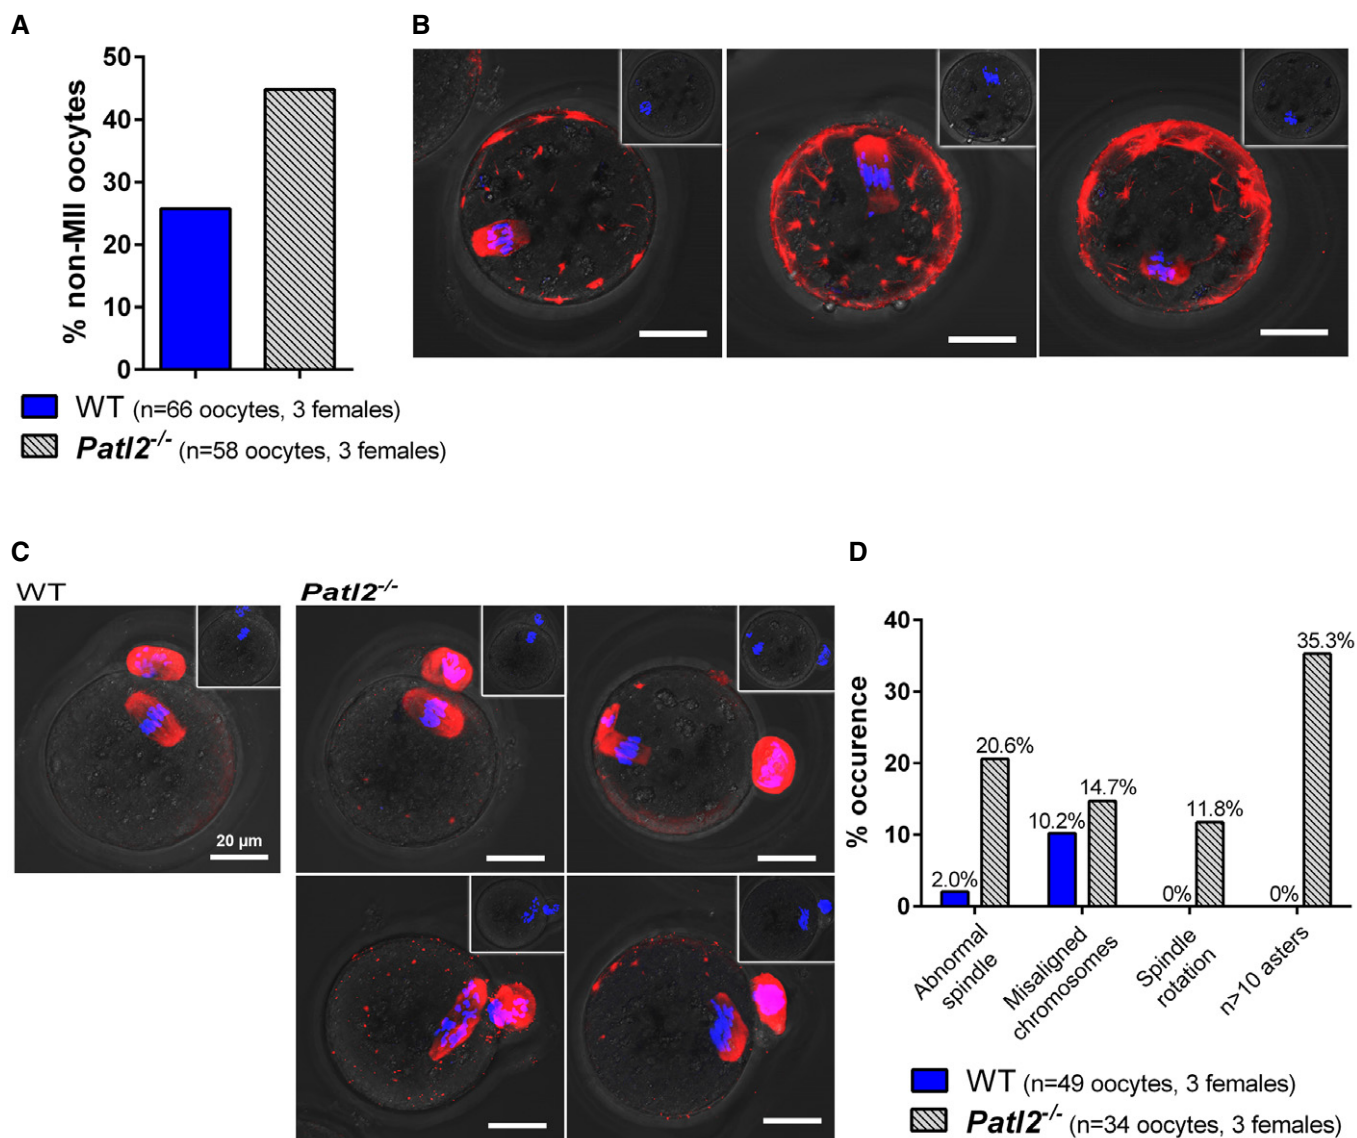 A
50
40
30
20
10
0
% non-MII oocytes
WT (n=66 oocytes, 3 females)
Patl2-/- (n=58 oocytes, 3 females)
B
C
WT
Patl2-/-
20 µm
D
40
30
20
10
0
% occurence
2.0%
20.6%
10.2%
14.7%
0%
11.8%
0%
35.3%
Abnormal
spindle
Misaligned
chromosomes
Spindle
rotation
n>10 asters
WT (n=49 oocytes, 3 females)
Patl2-/- (n=34 oocytes, 3 females)